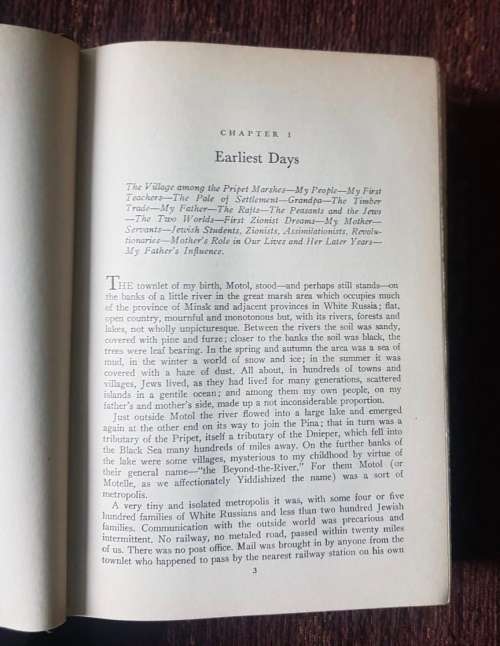 CHAPTER 1
Earliest Days
The Village among the Pripet Marshes—My People—My First
Teachers—The Pale of Settlement—Grandpa—The Timber
Trade—My Father—The Rafts—The Peasants and the Jews
—The Two Worlds—First Zionist Dreams—My Mother—
Servants—Jewish Students, Zionists, Assimilationists, Revolu-
tionaries—Mother's Role in Our Lives and Her Later Years—
My Father's Influence.
THE townlet of my birth, Motol, stood—and perhaps still stands—on
the banks of a little river in the great marsh area which occupies much
of the province of Minsk and adjacent provinces in White Russia; flat,
open country, mournful and monotonous but, with its rivers, forests and
lakes, not wholly unpicturesque. Between the rivers the soil was sandy,
covered with pine and furze; closer to the banks the soil was black, the
trees were leaf bearing. In the spring and autumn the area was a sea of
mud, in the winter a world of snow and ice; in the summer it was
covered with a haze of dust. All about, in hundreds of towns and
villages, Jews lived, as they had lived for many generations, scattered
islands in a gentile ocean; and among them my own people, on my
father's and mother's side, made up a not inconsiderable proportion.
Just outside Motol the river flowed into a large lake and emerged
again at the other end on its way to join the Pina; that in turn was a
tributary of the Pripet, itself a tributary of the Dnieper, which fell into
the Black Sea many hundreds of miles away. On the further banks of
the lake were some villages, mysterious to my childhood by virtue of
their general name—"the Beyond-the-River." For them Motol (or
Motelle, as we affectionately Yiddishized the name) was a sort of
metropolis.
A very tiny and isolated metropolis it was, with some four or five
hundred families of White Russians and less than two hundred Jewish
families. Communication with the outside world was precarious and
intermittent. No railway, no metaled road, passed within twenty miles
of us. There was no post office. Mail was brought in by anyone from the
townlet who happened to pass by the nearest railway station on his own
3